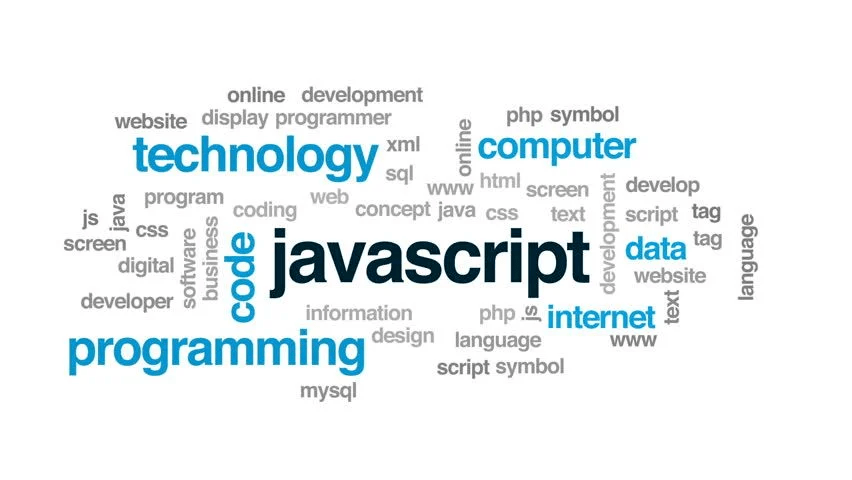 online development
website display programmer
php symbol
technology xml
online computer
sql
www html screen develop
program web
js java coding concept java css text development script tag
screen css
software business code javascript data tag
digital website
language
developer information php js internet text
programming design language www
script symbol
mysql